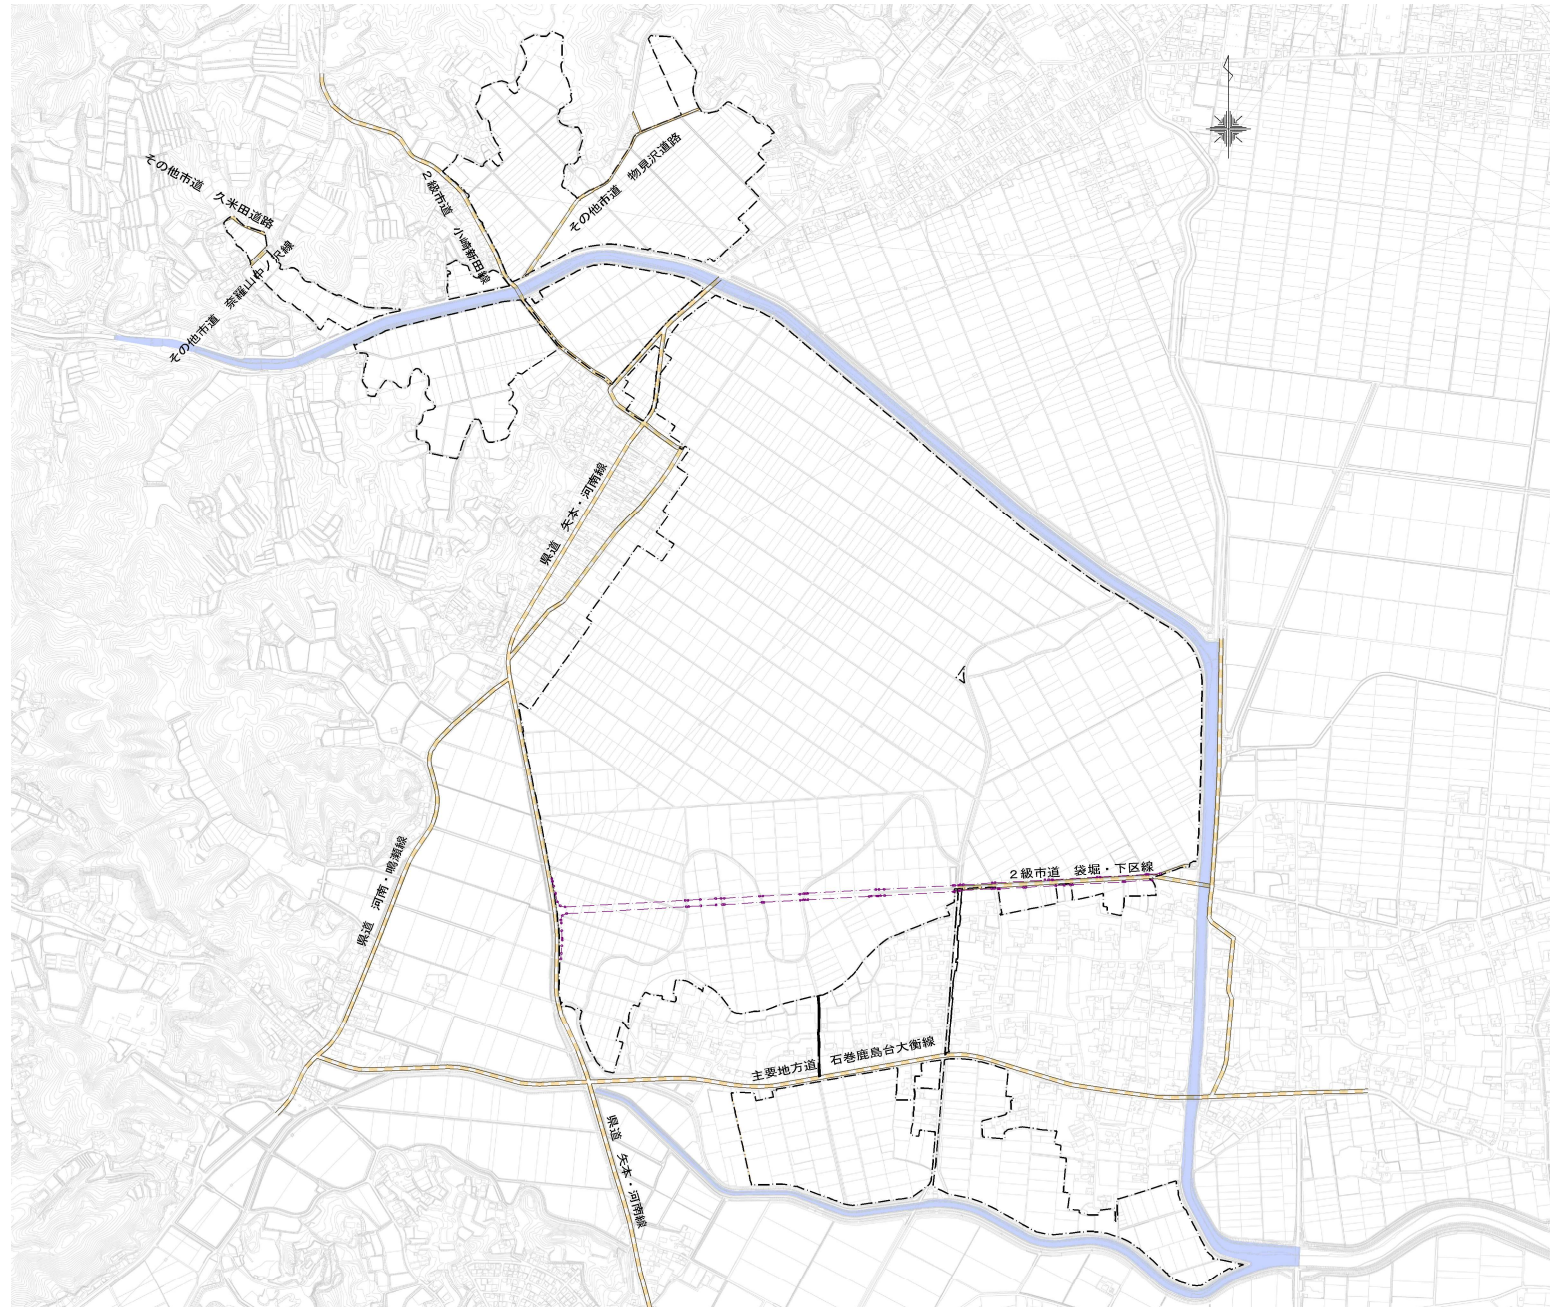 その他市道　久米田道路
その他市道　奈羅山中ノ沢線
２級市道　小崎新田線
その他市道　物見沢道路
県道　矢本・河南線
県道　河南・鳴瀬線
２級市道　袋堀・下区線
主要地方道　石巻鹿島台大衡線
県道　矢本・河南線